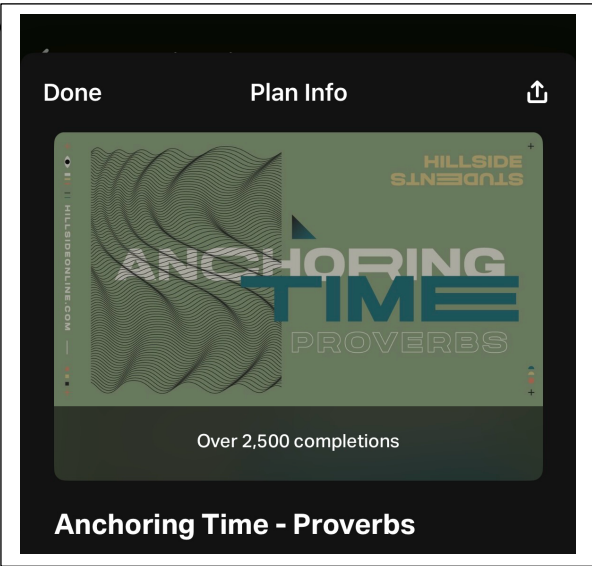 Done
Plan Info
HILLSIDE
STUDENTS
HILLSIDEONLINE.COM
ANCHORING
TIME
PROVERBS
Over 2,500 completions
Anchoring Time - Proverbs